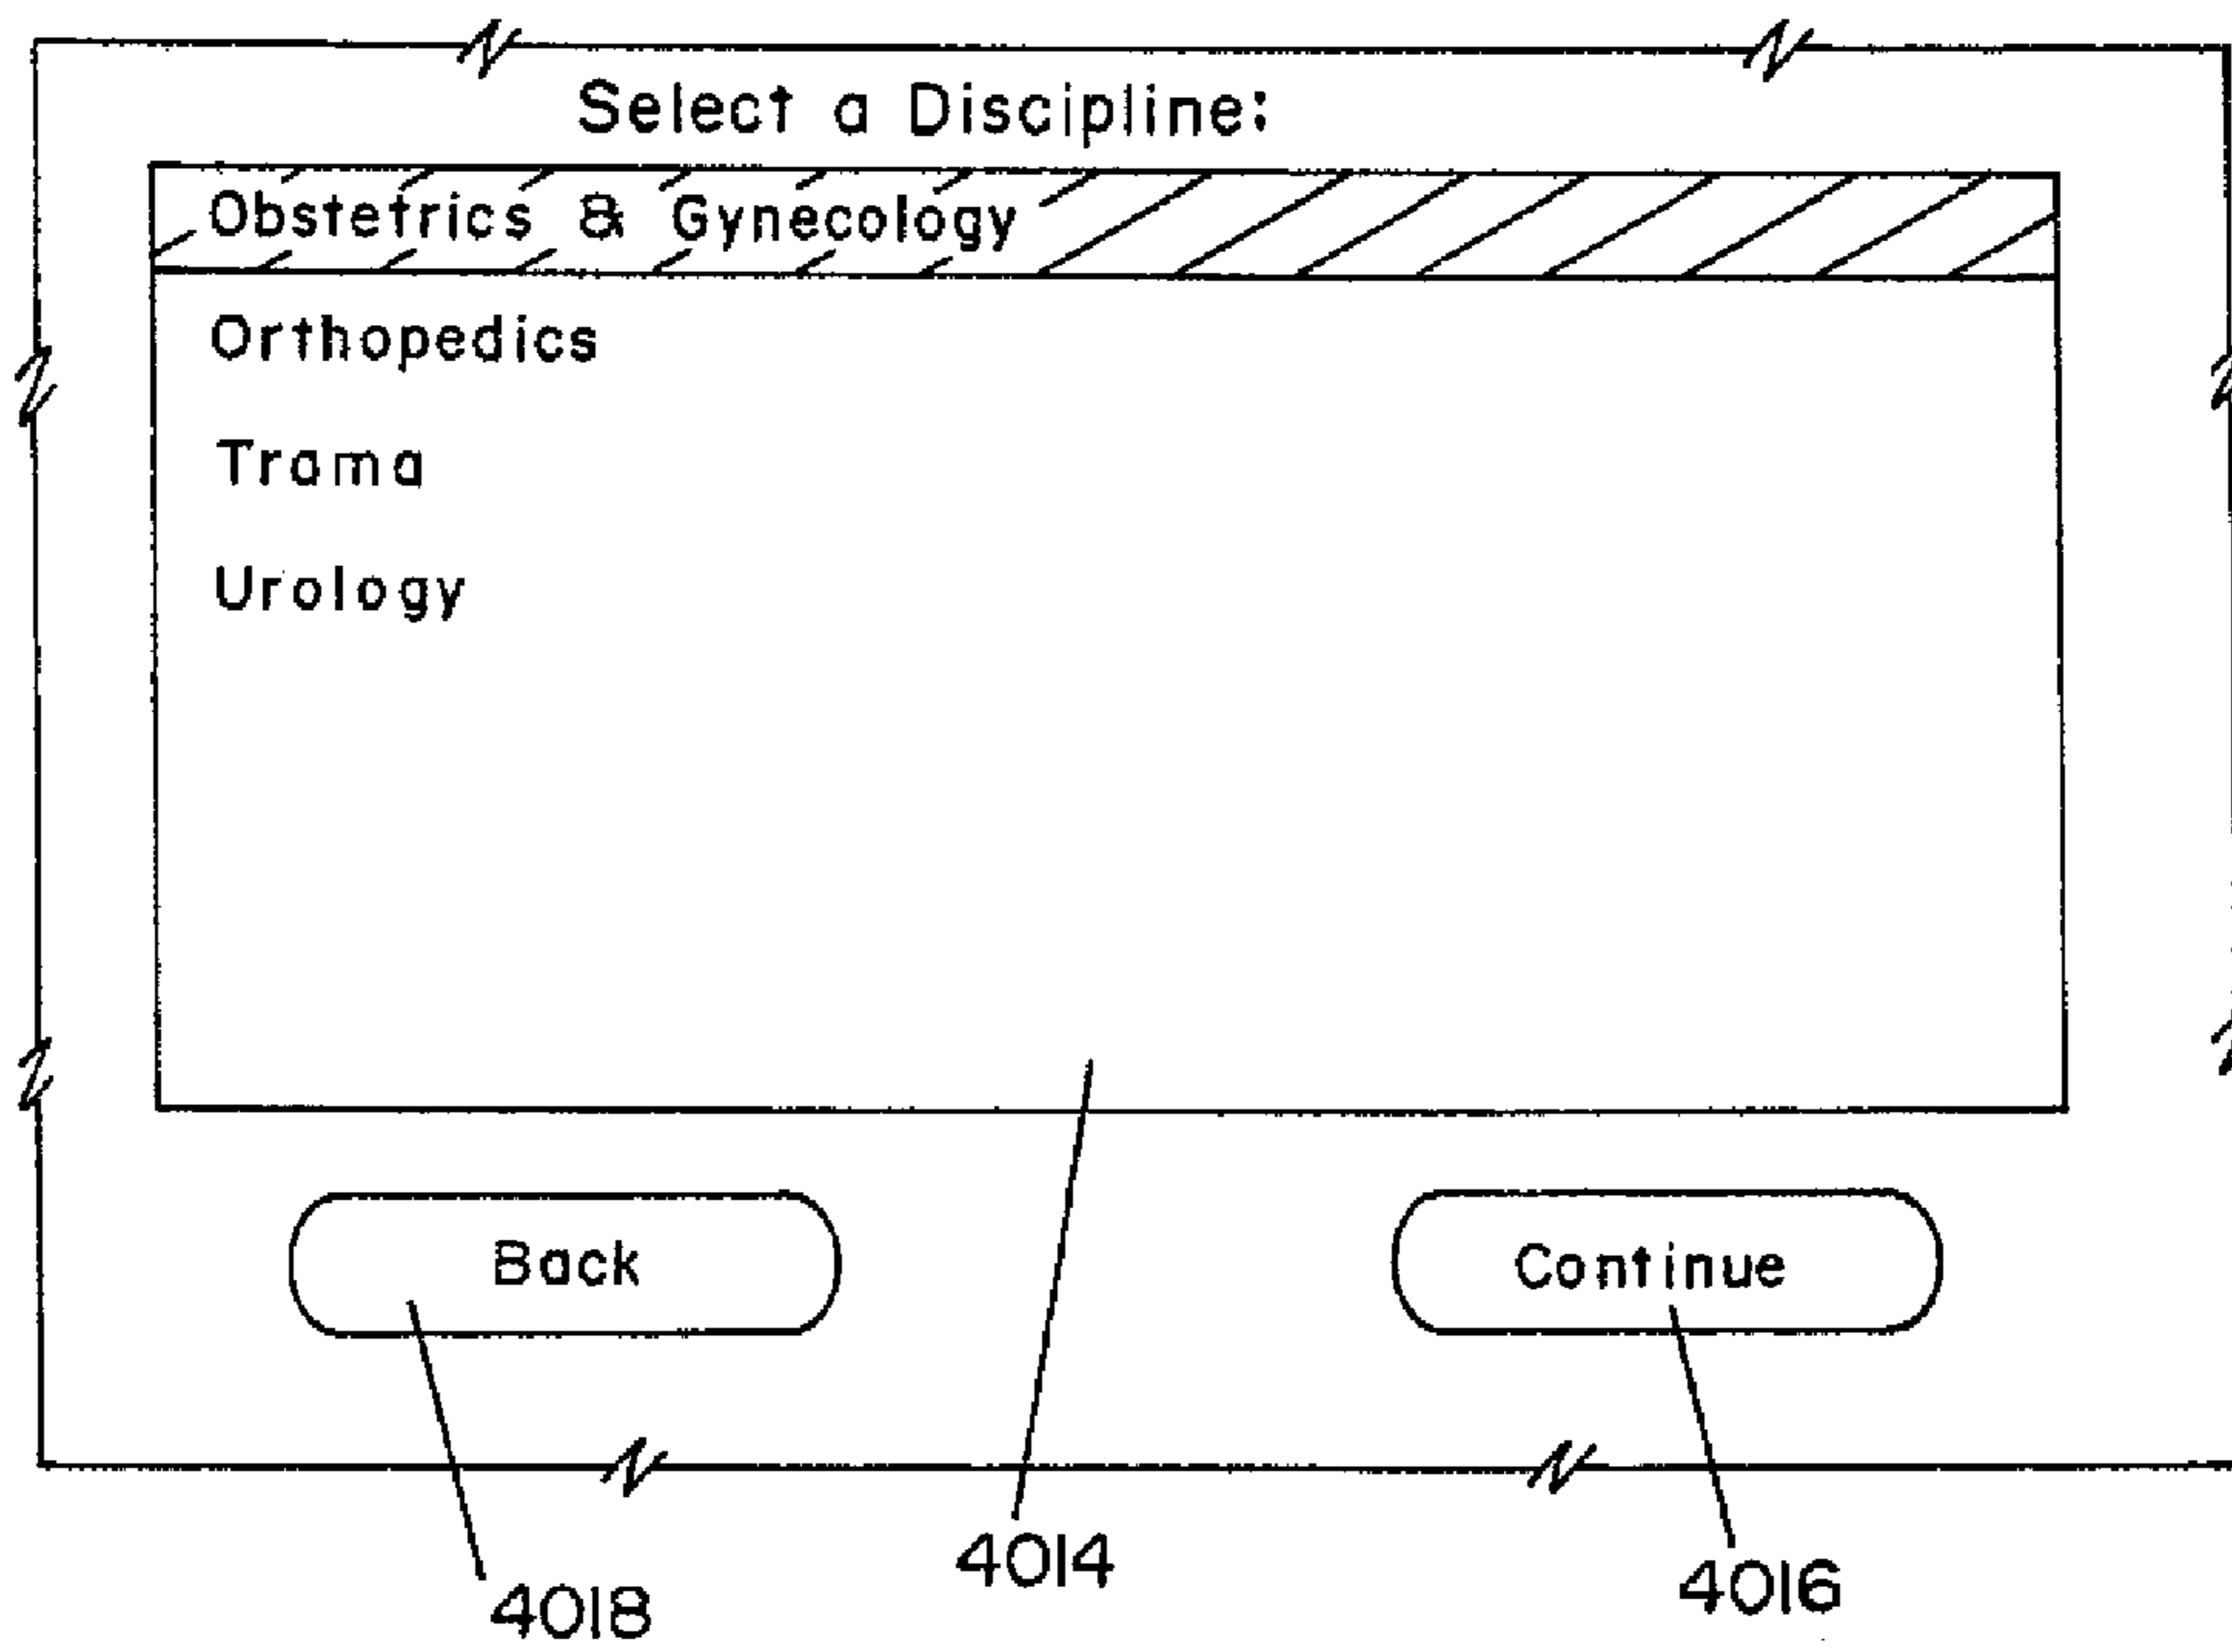 Select a Discipline:
Obstetrics & Gynecology
Orthopedics
Trama
Urology
Back
Continue
4018
4014
4016